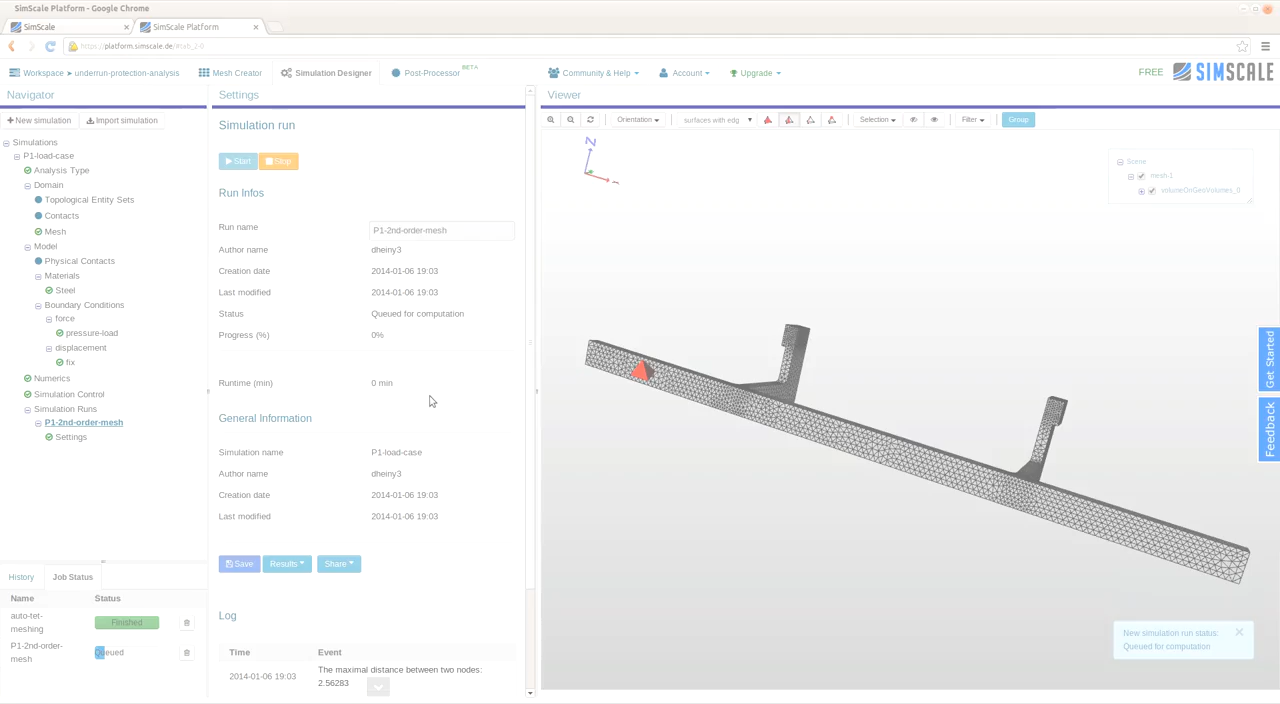 SimScale Platform - Google Chrome
SimScale
SimScale Platform
https://platform.simscale.de/#tab_2-0
Workspace ➤ underrun-protection-analysis
Mesh Creator
Simulation Designer
Post-Processor BETA
Community & Help
Account
Upgrade
FREE SIMSCALE
Navigator
Settings
Viewer
+ New simulation
Import simulation
Simulations
P1-load-case
Analysis Type
Domain
Topological Entity Sets
Contacts
Mesh
Model
Physical Contacts
Materials
Steel
Boundary Conditions
force
pressure-load
displacement
fix
Numerics
Simulation Control
Simulation Runs
P1-2nd-order-mesh
Settings
History
Job Status
Name Status
auto-tet-
meshing
Finished
P1-2nd-order-
mesh
Queued
Simulation run
Start
Stop
Run Infos
Run name P1-2nd-order-mesh
Author name dheiny3
Creation date 2014-01-06 19:03
Last modified 2014-01-06 19:03
Status Queued for computation
Progress (%) 0%
Runtime (min) 0 min
General Information
Simulation name P1-load-case
Author name dheiny3
Creation date 2014-01-06 19:03
Last modified 2014-01-06 19:03
Save
Results
Share
Log
Time Event
2014-01-06 19:03
The maximal distance between two nodes:
2.56283
Orientation
surfaces with edg
Selection
Filter
Group
Z
Scene
mesh-1
volumeOnGeoVolumes_0
Get Started
Feedback
New simulation run status:
Queued for computation